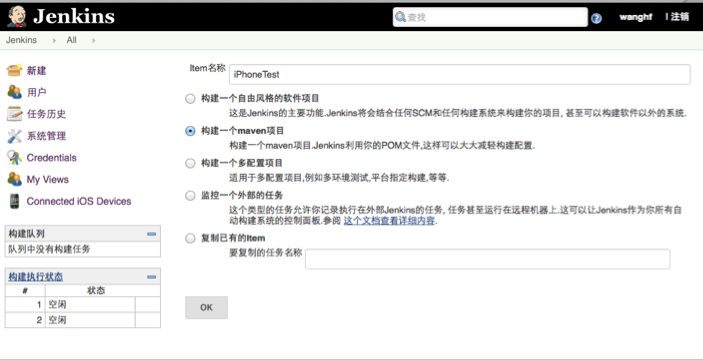 Jenkins
查找
?
wanghf
| 注销
Jenkins › All ›
新建
用户
任务历史
系统管理
Credentials
My Views
Connected iOS Devices
构建队列
队列中没有构建任务
构建执行状态
# 状态
1 空闲
2 空闲
Item名称 iPhoneTest
构建一个自由风格的软件项目
这是Jenkins的主要功能.Jenkins将会结合任何SCM和任何构建系统来构建你的项目, 甚至可以构建软件以外的系统.
构建一个maven项目
构建一个maven项目.Jenkins利用你的POM文件,这样可以大大减轻构建配置.
构建一个多配置项目
适用于多配置项目,例如多环境测试,平台指定构建,等等.
监控一个外部的任务
这个类型的任务允许你记录执行在外部Jenkins的任务, 任务甚至运行在远程机器上.这可以让Jenkins作为你所有自
动构建系统的控制面板.参阅 这个文档查看详细内容.
复制已有的Item
要复制的任务名称
OK